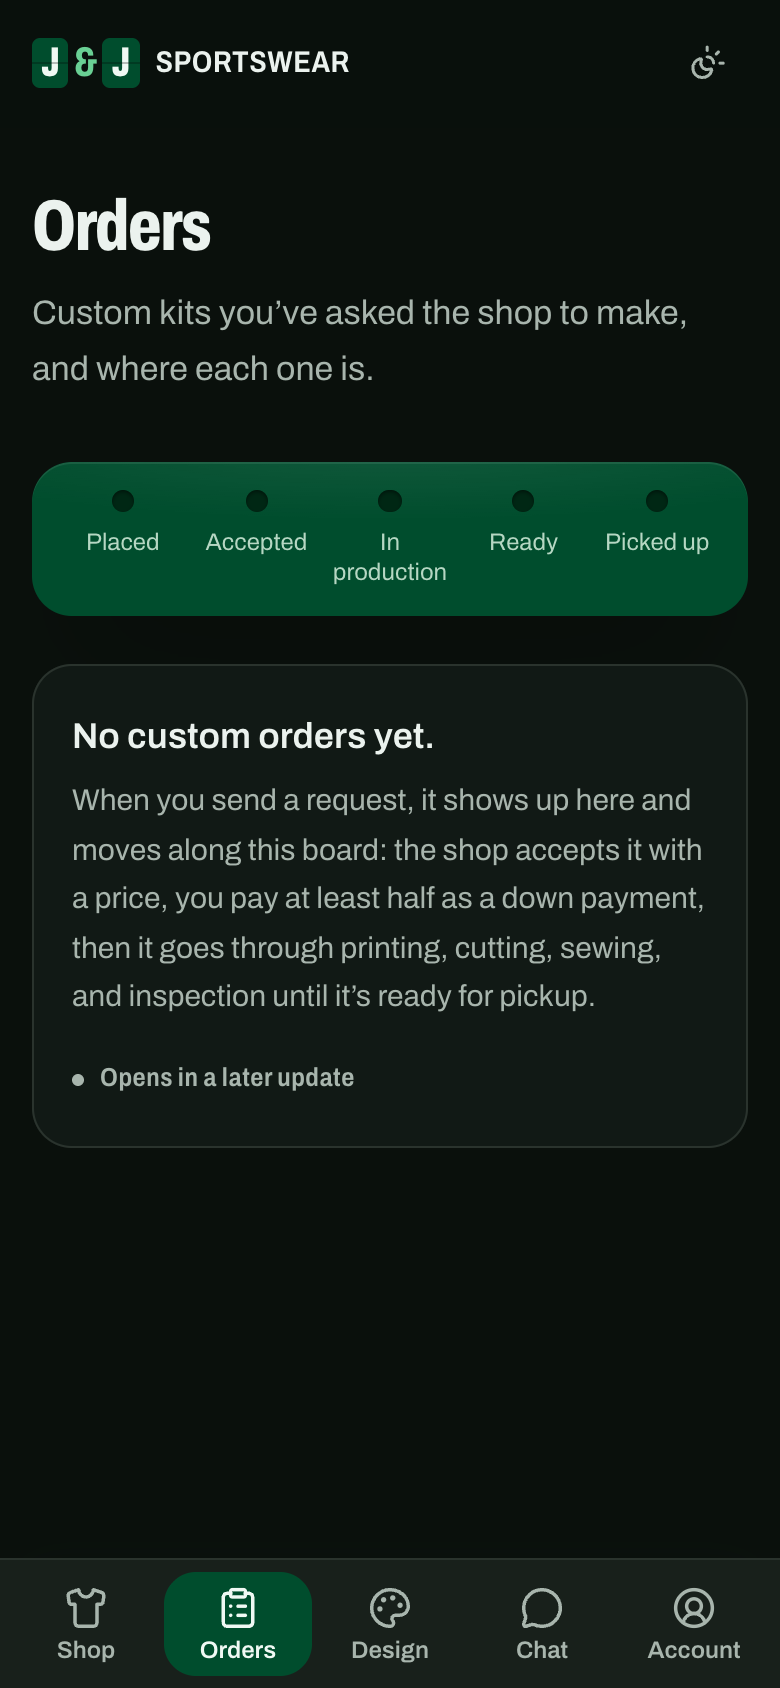 J & J SPORTSWEAR
Orders
Custom kits you’ve asked the shop to make,
and where each one is.
Placed
Accepted
In
production
Ready
Picked up
No custom orders yet.
When you send a request, it shows up here and
moves along this board: the shop accepts it with
a price, you pay at least half as a down payment,
then it goes through printing, cutting, sewing,
and inspection until it’s ready for pickup.
Opens in a later update
Shop
Orders
Design
Chat
Account